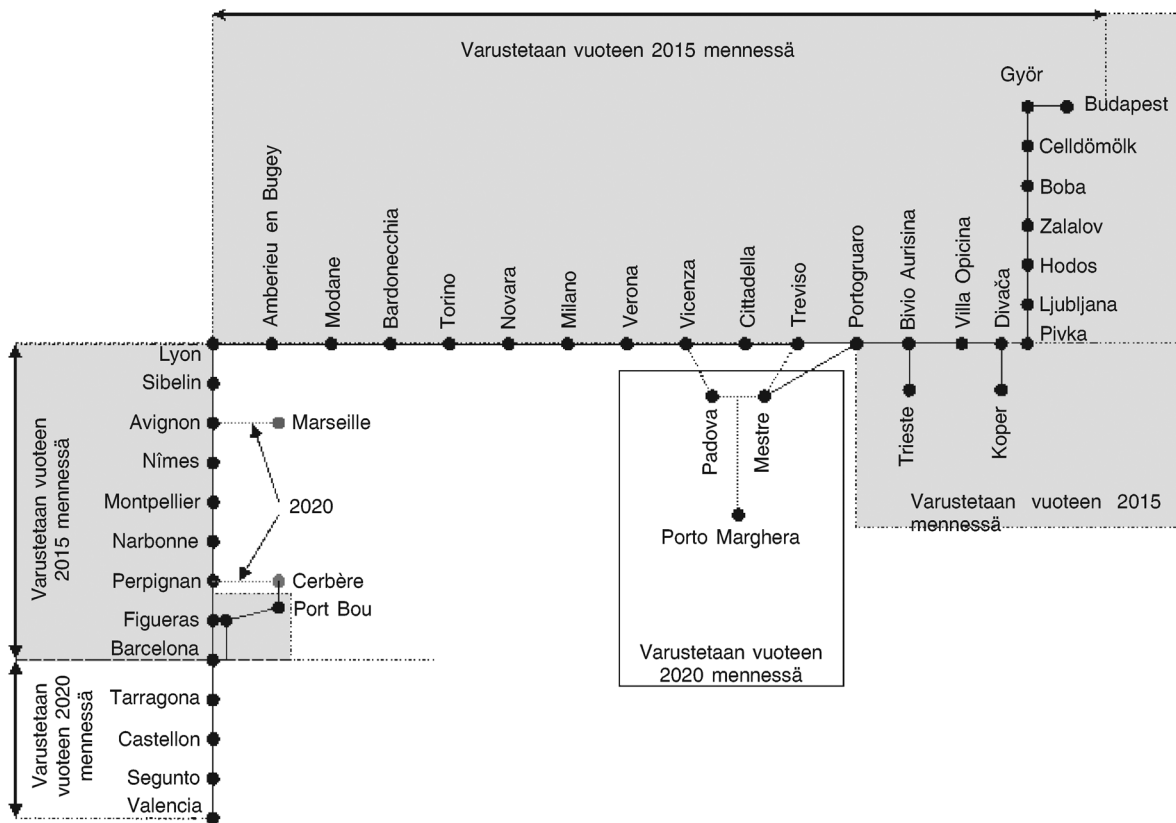 Varustetaan vuoteen 2015 mennessä
Györ
Budapest
Celldömölk
Boba
Zalalov
Hodos
Ljubljana
Pivka
Amberieu en Bugey
Modane
Bardonecchia
Torino
Novara
Milano
Verona
Vicenza
Cittadella
Treviso
Portogruaro
Bivio Aurisina
Villa Opicina
Divača
Lyon
Sibelin
Avignon
Marseille
Nîmes
Montpellier
2020
Narbonne
Perpignan
Cerbère
Port Bou
Figueras
Barcelona
Tarragona
Castellon
Segunto
Valencia
Varustetaan vuoteen
2015 mennessä
Varustetaan
vuoteen 2020
mennessä
Padova
Mestre
Porto Marghera
Varustetaan vuoteen
2020 mennessä
Trieste
Koper
Varustetaan vuoteen 2015
mennessä